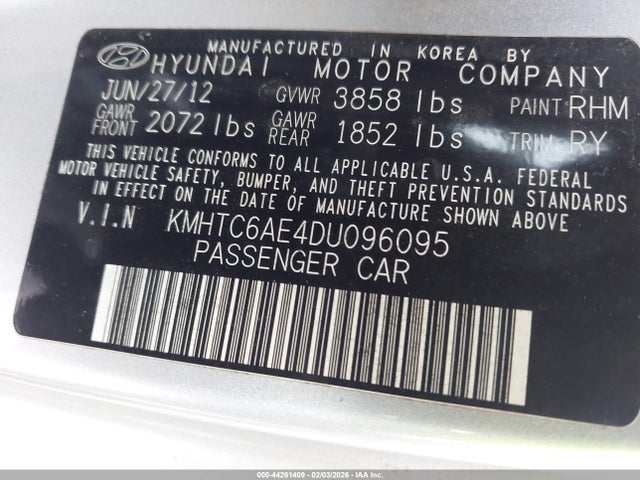 MANUFACTURED IN KOREA BY
HYUNDAI MOTOR COMPANY
JUN/27/12 GVWR 3858 lbs PAINT RHM
GAWR FRONT 2072 lbs GAWR REAR 1852 lbs TRIM RY
THIS VEHICLE CONFORMS TO ALL APPLICABLE U.S.A. FEDERAL
MOTOR VEHICLE SAFETY, BUMPER, AND THEFT PREVENTION STANDARDS
IN EFFECT ON THE DATE OF MANUFACTURE SHOWN ABOVE
V.I.N KMHTC6AE4DU096095
PASSENGER CAR
000-44261409 - 02/03/2026 - IAAI.COM